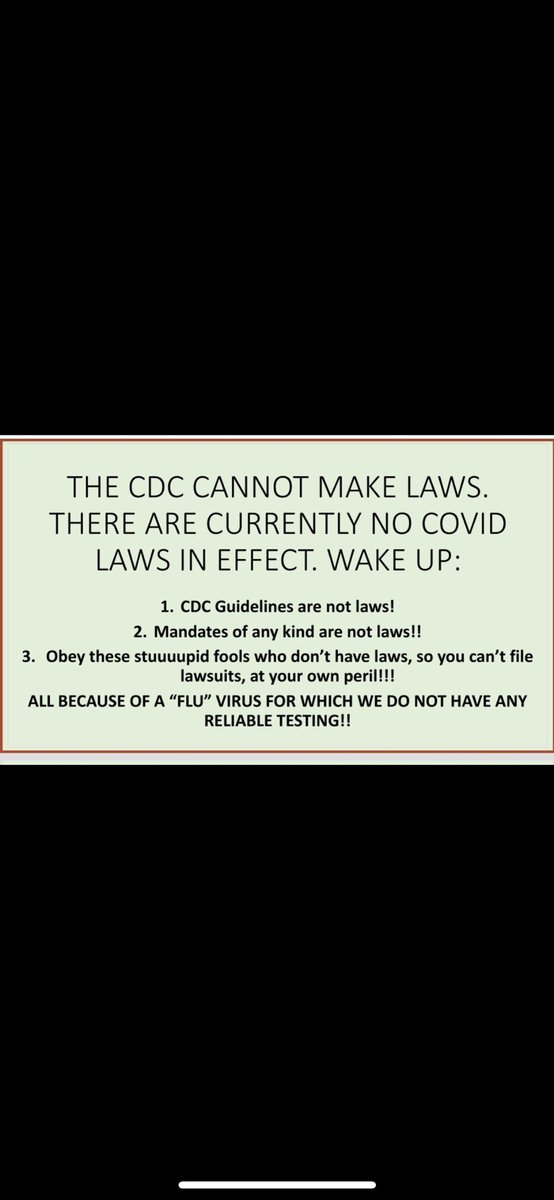 THE CDC CANNOT MAKE LAWS.
THERE ARE CURRENTLY NO COVID
LAWS IN EFFECT. WAKE UP:
1. CDC Guidelines are not laws!
2. Mandates of any kind are not laws!!
3. Obey these stuuuupid fools who don’t have laws, so you can’t file
lawsuits, at your own peril!!!
ALL BECAUSE OF A “FLU” VIRUS FOR WHICH WE DO NOT HAVE ANY
RELIABLE TESTING!!